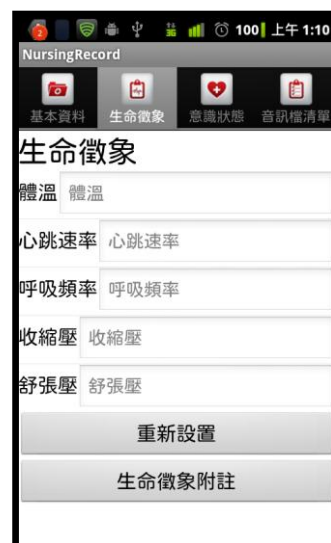 100 上午 1:10
NursingRecord
基本資料 生命徵象 意識狀態 音訊檔清單
生命徵象
體溫 體溫
心跳速率 心跳速率
呼吸頻率 呼吸頻率
收縮壓 收縮壓
舒張壓 舒張壓
重新設置
生命徵象附註